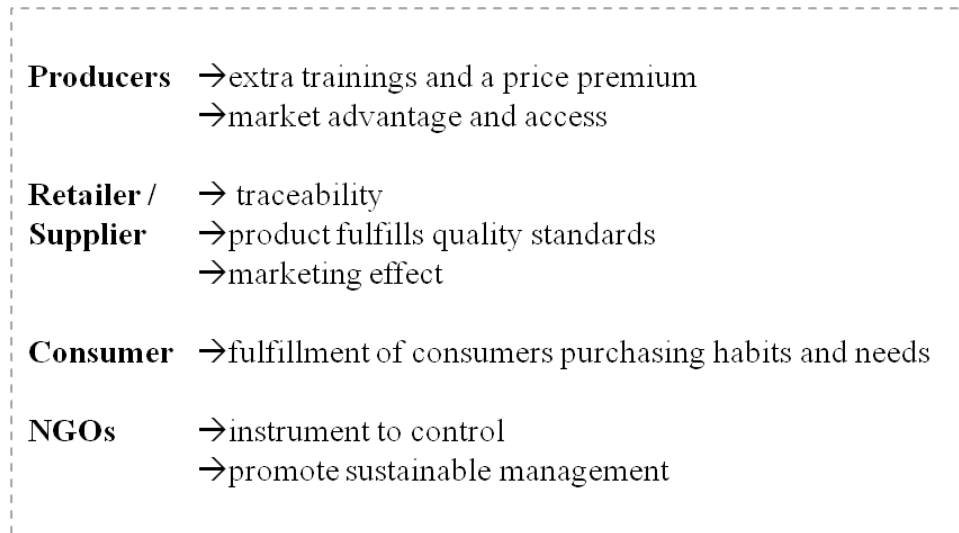 Producers →extra trainings and a price premium
→market advantage and access
Retailer / → traceability
Supplier →product fulfills quality standards
→marketing effect
Consumer →fulfillment of consumers purchasing habits and needs
NGOs →instrument to control
→promote sustainable management